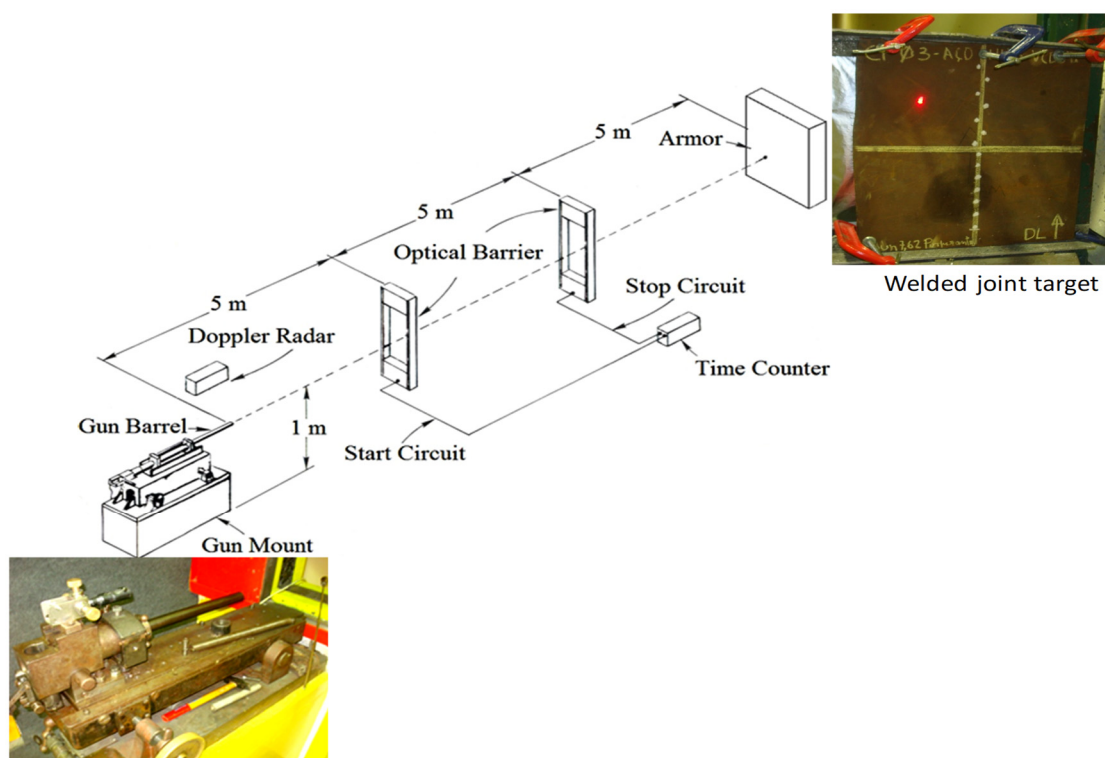 5 m
Armor
5 m
Optical Barrier
5 m
Stop Circuit
Doppler Radar
Time Counter
Gun Barrel
1 m
Start Circuit
Gun Mount
DL
Welded joint target